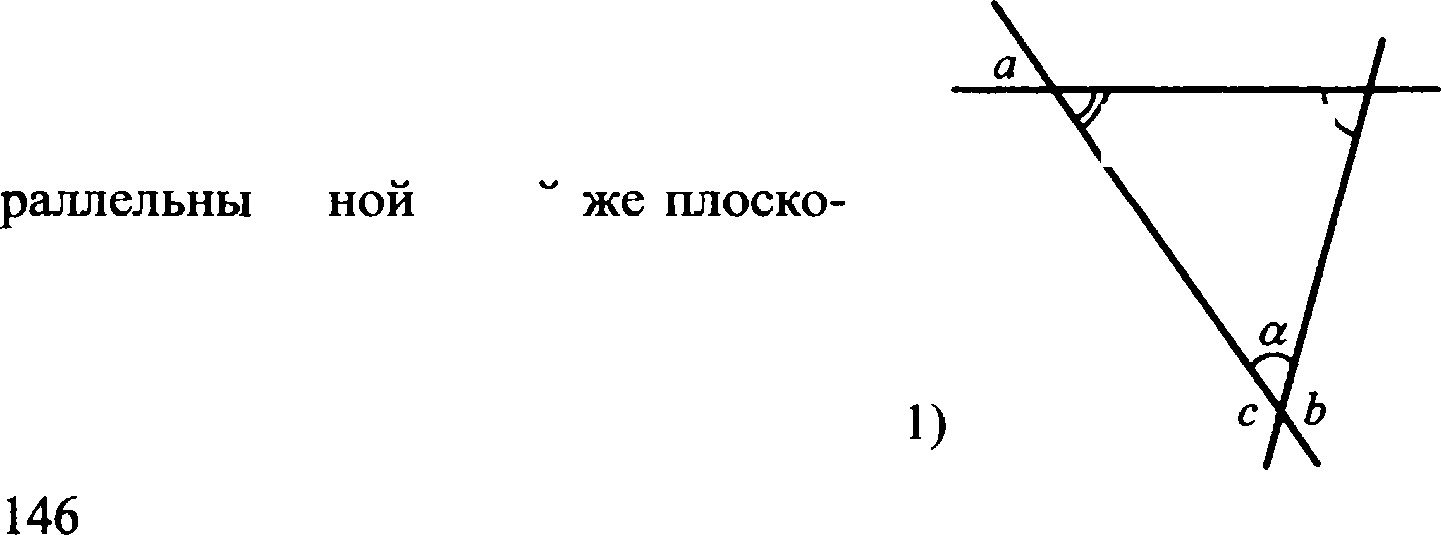 раллельны ной же плоско-
a
α
c b
1)
146